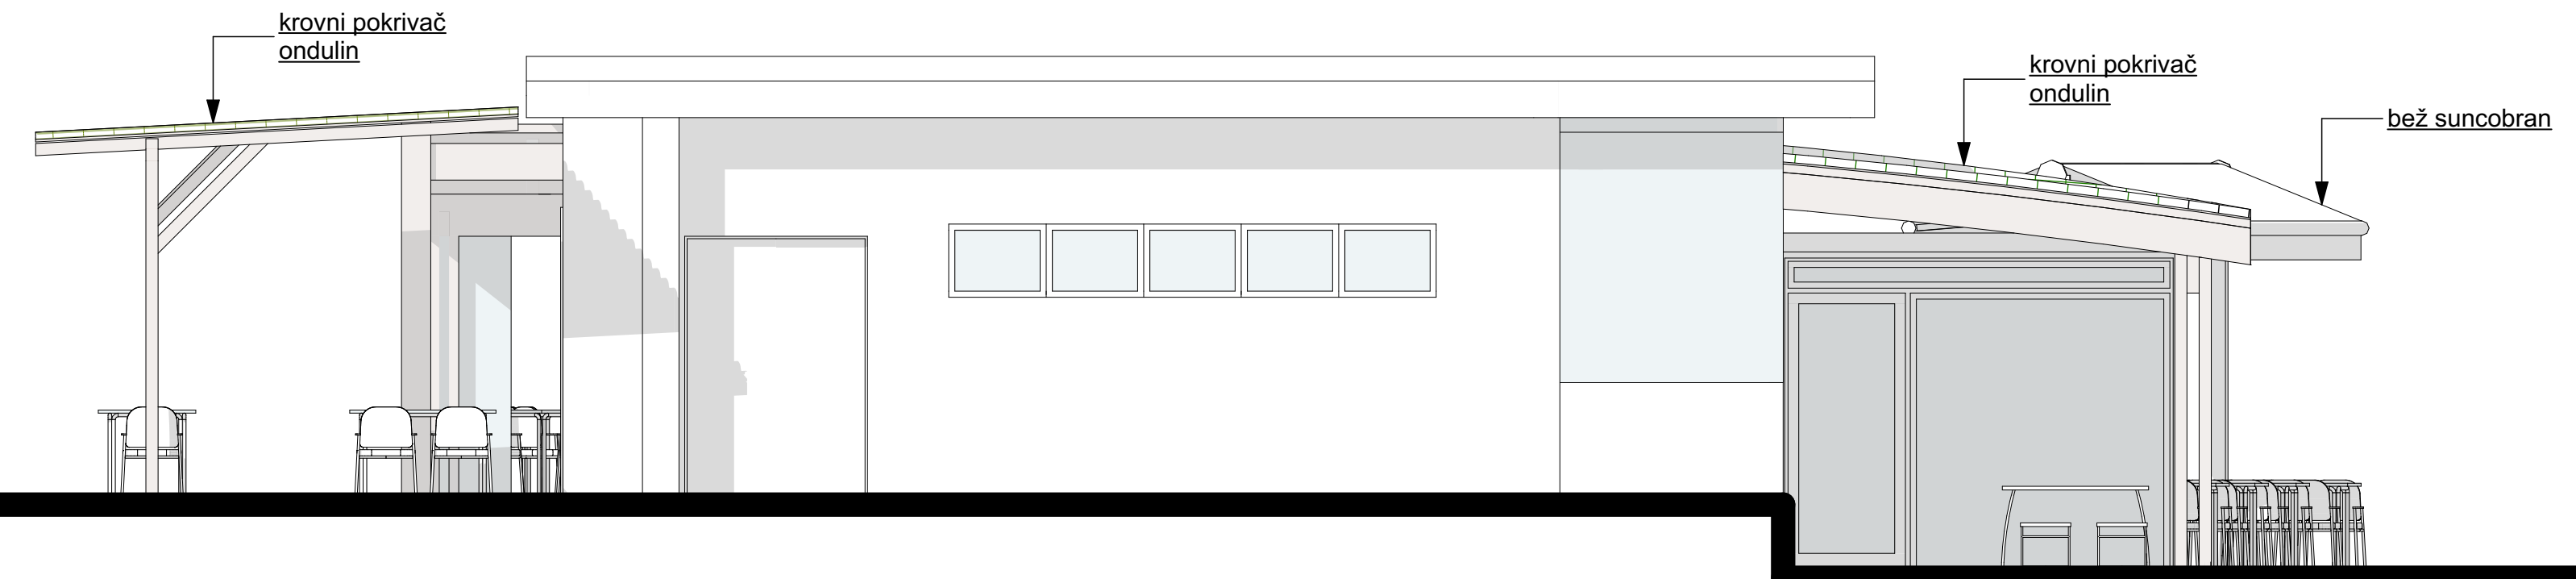 krovni pokrivač
ondulin
krovni pokrivač
ondulin
bež suncobran